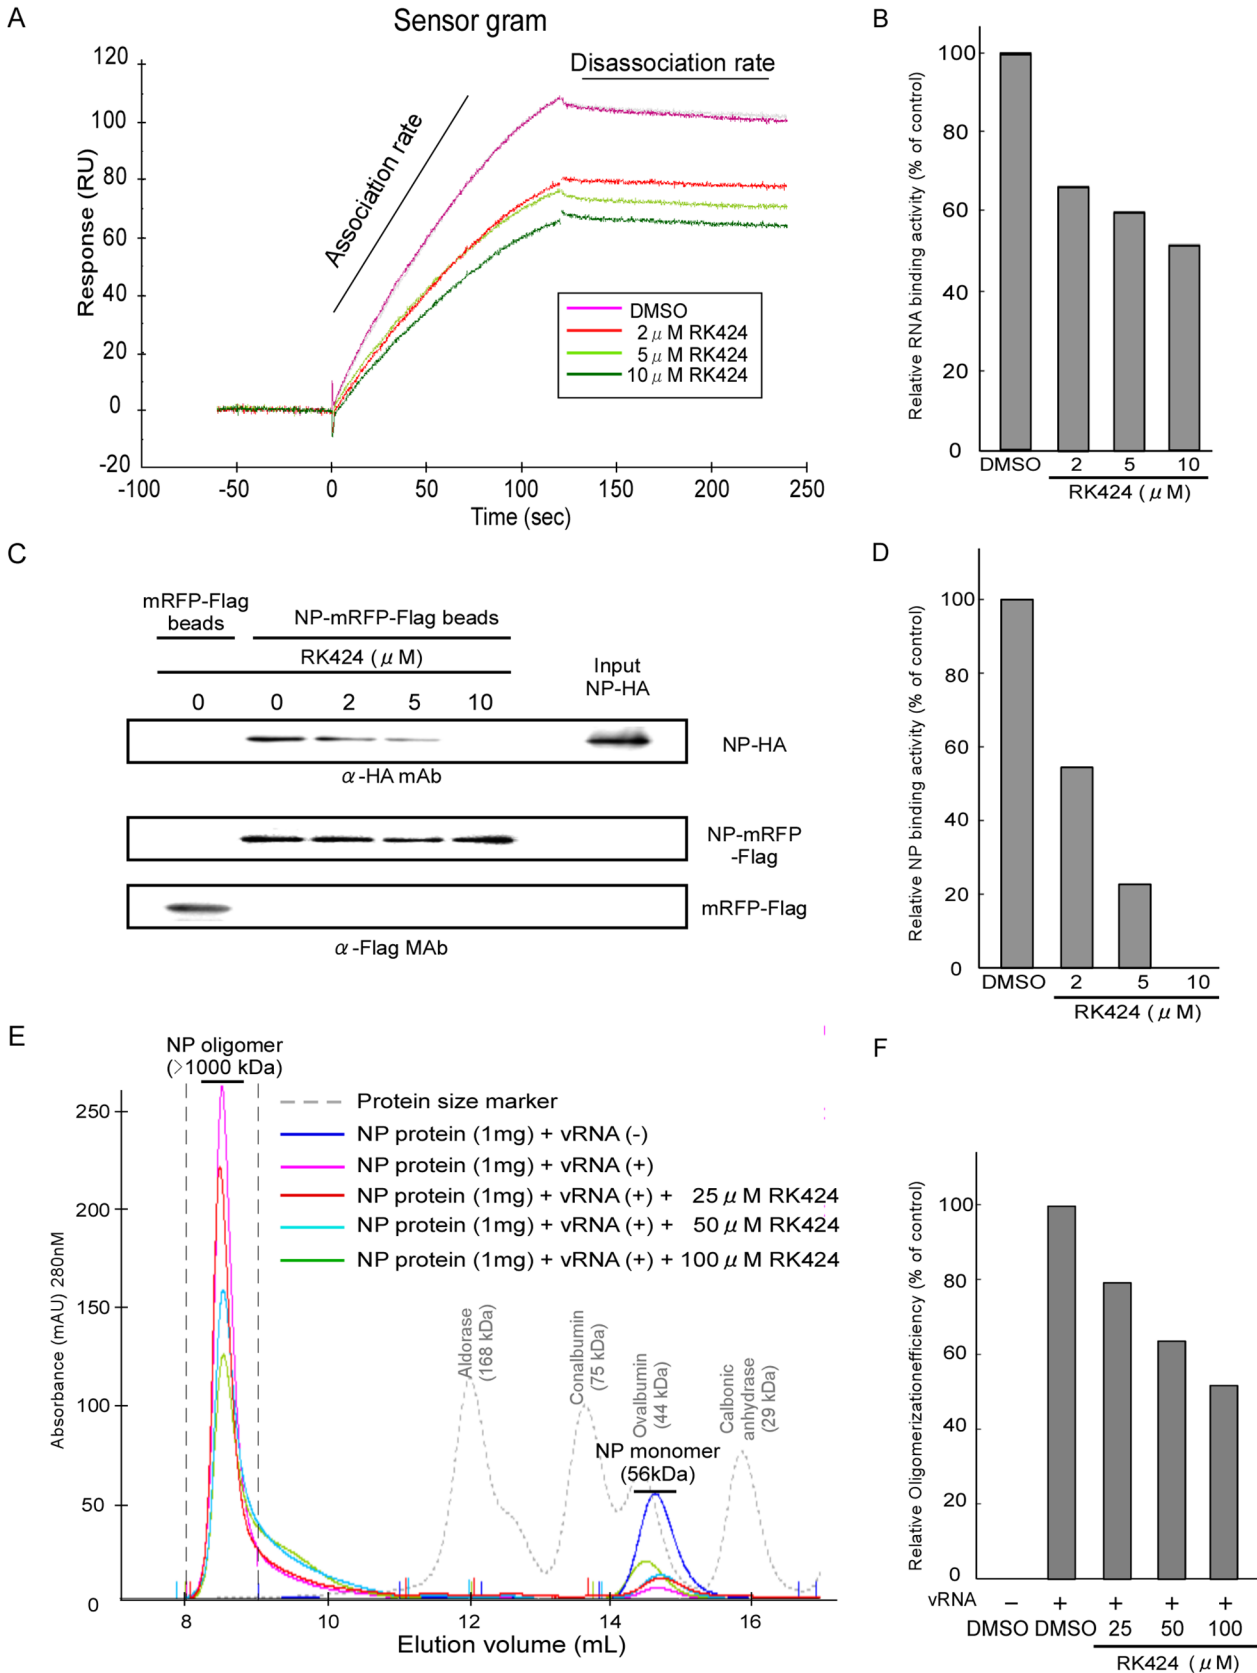 A
Sensor gram
120
100
80
60
40
20
0
-20
Response (RU)
Association rate
Disassociation rate
DMSO
2 μ M RK424
5 μ M RK424
10 μ M RK424
-100
-50
0
50
100
150
200
250
Time (sec)
B
Relative RNA binding activity (% of control)
100
80
60
40
20
0
DMSO
2
5
10
RK424 ( μ M)
C
mRFP-Flag
beads
NP-mRFP-Flag beads
RK424 ( μ M)
Input
NP-HA
0
0
2
5
10
NP-HA
α -HA mAb
NP-mRFP
-Flag
mRFP-Flag
α -Flag MAb
D
Relative NP binding activity (% of control)
100
80
60
40
20
0
DMSO
2
5
10
RK424 ( μ M)
E
NP oligomer
(>1000 kDa)
Protein size marker
NP protein (1mg) + vRNA (-)
NP protein (1mg) + vRNA (+)
NP protein (1mg) + vRNA (+) + 25 μ M RK424
NP protein (1mg) + vRNA (+) + 50 μ M RK424
NP protein (1mg) + vRNA (+) + 100 μ M RK424
Absorbance (mAU) 280nM
250
200
150
100
50
0
Aldorase
(168 kDa)
Conalbumin
(75 kDa)
Ovalbumin
(44 kDa)
Calbonic
anhydrase
(29 kDa)
NP monomer
(56kDa)
8
10
12
14
16
Elution volume (mL)
F
Relative Oligomerizationefficiency (% of control)
100
80
60
40
20
0
vRNA
−
+
+
+
+
DMSO
DMSO
25
50
100
RK424 ( μ M)